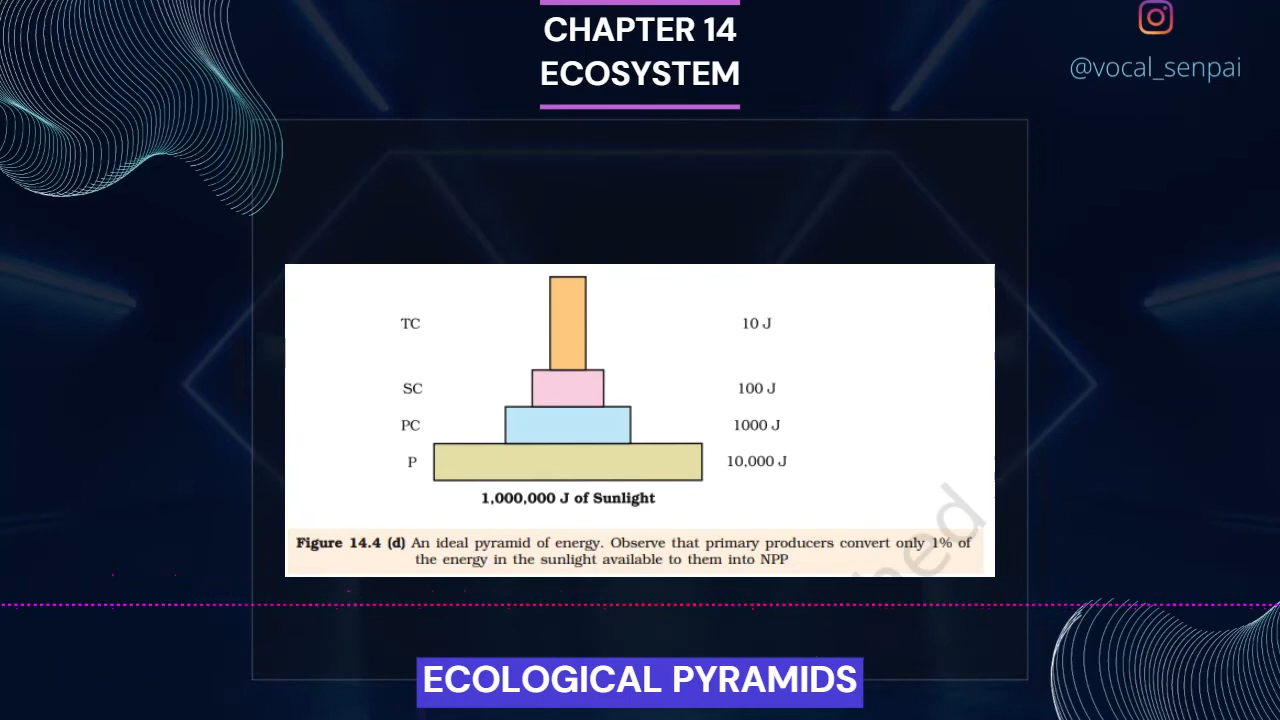 CHAPTER 14
ECOSYSTEM
@vocal_senpai
TC 10 J
SC 100 J
PC 1000 J
P 10,000 J
1,000,000 J of Sunlight
Figure 14.4 (d) An ideal pyramid of energy. Observe that primary producers convert only 1% of
the energy in the sunlight available to them into NPP
ECOLOGICAL PYRAMIDS